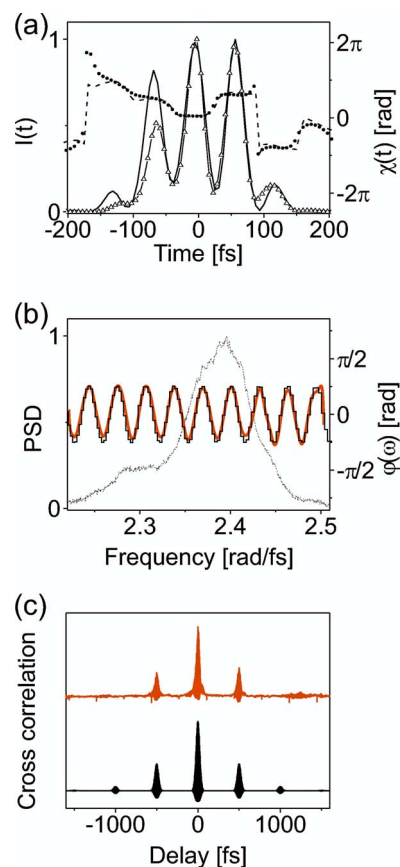 (a)
1
2π
I(t)
0
χ(t) [rad]
0
-2π
-200 -100 0 100 200
Time [fs]
(b)
1
π/2
PSD
0
φ(ω) [rad]
-π/2
0
2.3 2.4 2.5
Frequency [rad/fs]
(c)
Cross correlation
-1000 0 1000
Delay [fs]